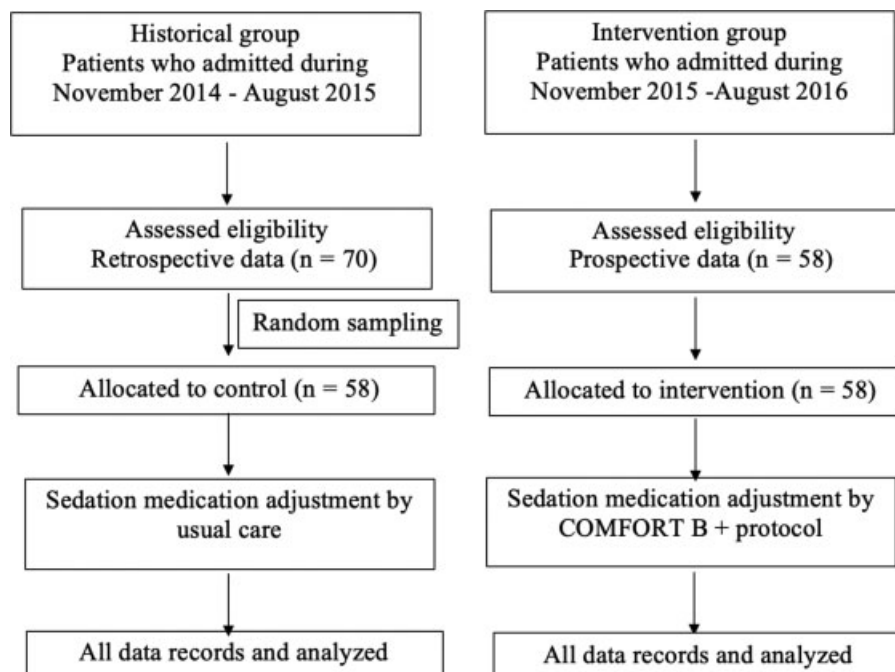 Historical group
Patients who admitted during
November 2014 - August 2015
Assessed eligibility
Retrospective data (n = 70)
Random sampling
Allocated to control (n = 58)
Sedation medication adjustment by
usual care
All data records and analyzed
Intervention group
Patients who admitted during
November 2015 -August 2016
Assessed eligibility
Prospective data (n = 58)
Allocated to intervention (n = 58)
Sedation medication adjustment by
COMFORT B + protocol
All data records and analyzed